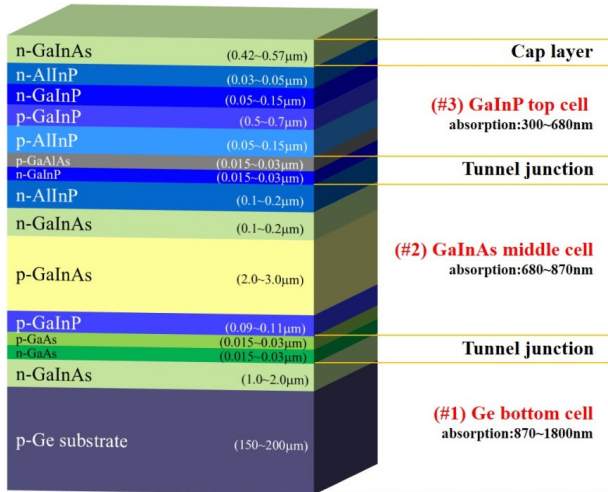 n-GaInAs (0.42~0.57μm)
Cap layer
n-AlInP (0.03~0.05μm)
n-GaInP (0.05~0.15μm)
(#3) GaInP top cell
p-GaInP (0.5~0.7μm)
absorption:300~680nm
p-AlInP (0.05~0.15μm)
p-GaAlAs (0.015~0.03μm)
Tunnel junction
n-GaInP (0.015~0.03μm)
n-AlInP (0.1~0.2μm)
n-GaInAs (0.1~0.2μm)
(#2) GaInAs middle cell
p-GaInAs (2.0~3.0μm)
absorption:680~870nm
p-GaInP (0.09~0.11μm)
p-GaAs (0.015~0.03μm)
Tunnel junction
n-GaAs (0.015~0.03μm)
n-GaInAs (1.0~2.0μm)
(#1) Ge bottom cell
absorption:870~1800nm
p-Ge substrate (150~200μm)